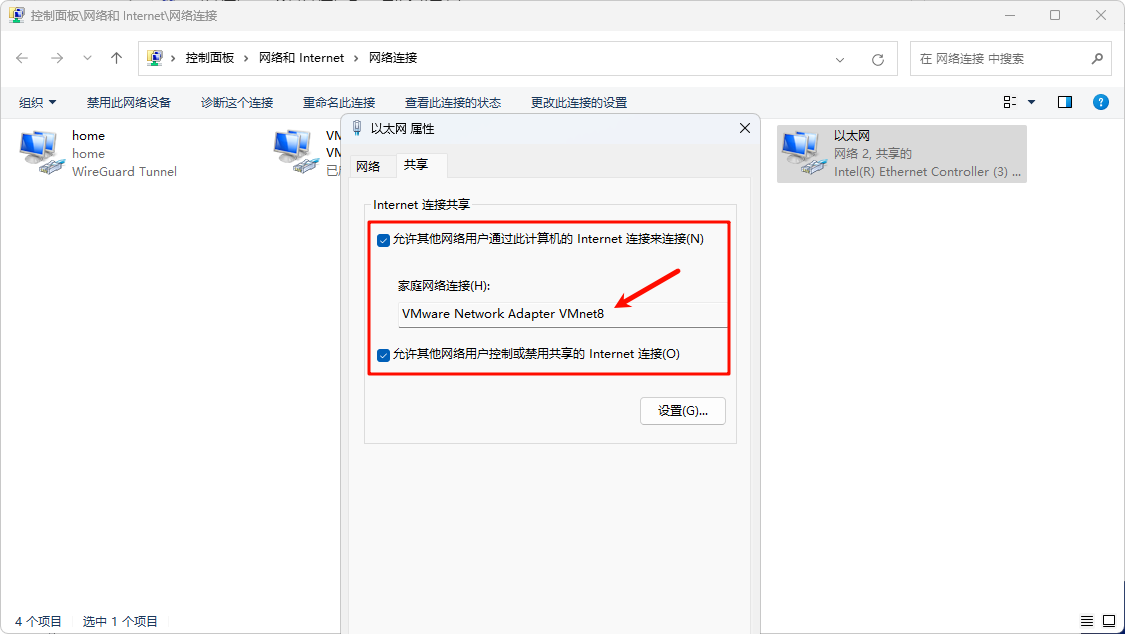 控制面板\网络和 Internet\网络连接
控制面板 › 网络和 Internet › 网络连接
在 网络连接 中搜索
组织 禁用此网络设备 诊断这个连接 重命名此连接 查看此连接的状态 更改此连接的设置
home
home
WireGuard Tunnel
以太网
网络 2, 共享的
Intel(R) Ethernet Controller (3) ...
以太网 属性
网络 共享
Internet 连接共享
允许其他网络用户通过此计算机的 Internet 连接来连接(N)
家庭网络连接(H):
VMware Network Adapter VMnet8
允许其他网络用户控制或禁用共享的 Internet 连接(O)
设置(G)...
4 个项目 选中 1 个项目